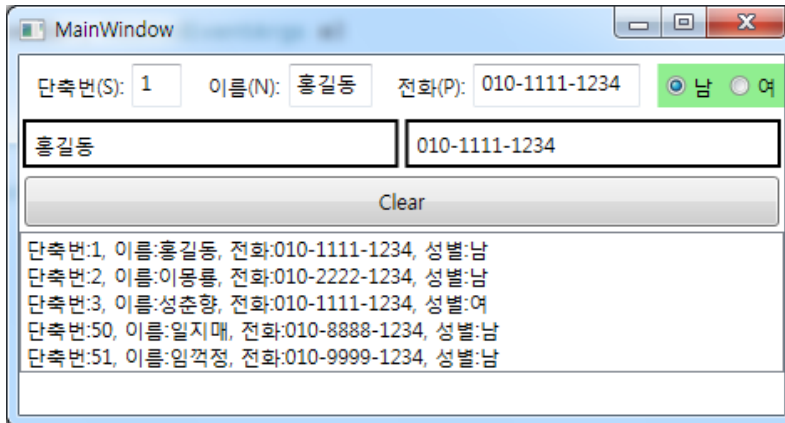 MainWindow
단축번(S): 1 이름(N): 홍길동 전화(P): 010-1111-1234 남 여
홍길동 010-1111-1234
Clear
단축번:1, 이름:홍길동, 전화:010-1111-1234, 성별:남
단축번:2, 이름:이몽룡, 전화:010-2222-1234, 성별:남
단축번:3, 이름:성춘향, 전화:010-1111-1234, 성별:여
단축번:50, 이름:일지매, 전화:010-8888-1234, 성별:남
단축번:51, 이름:임꺽정, 전화:010-9999-1234, 성별:남